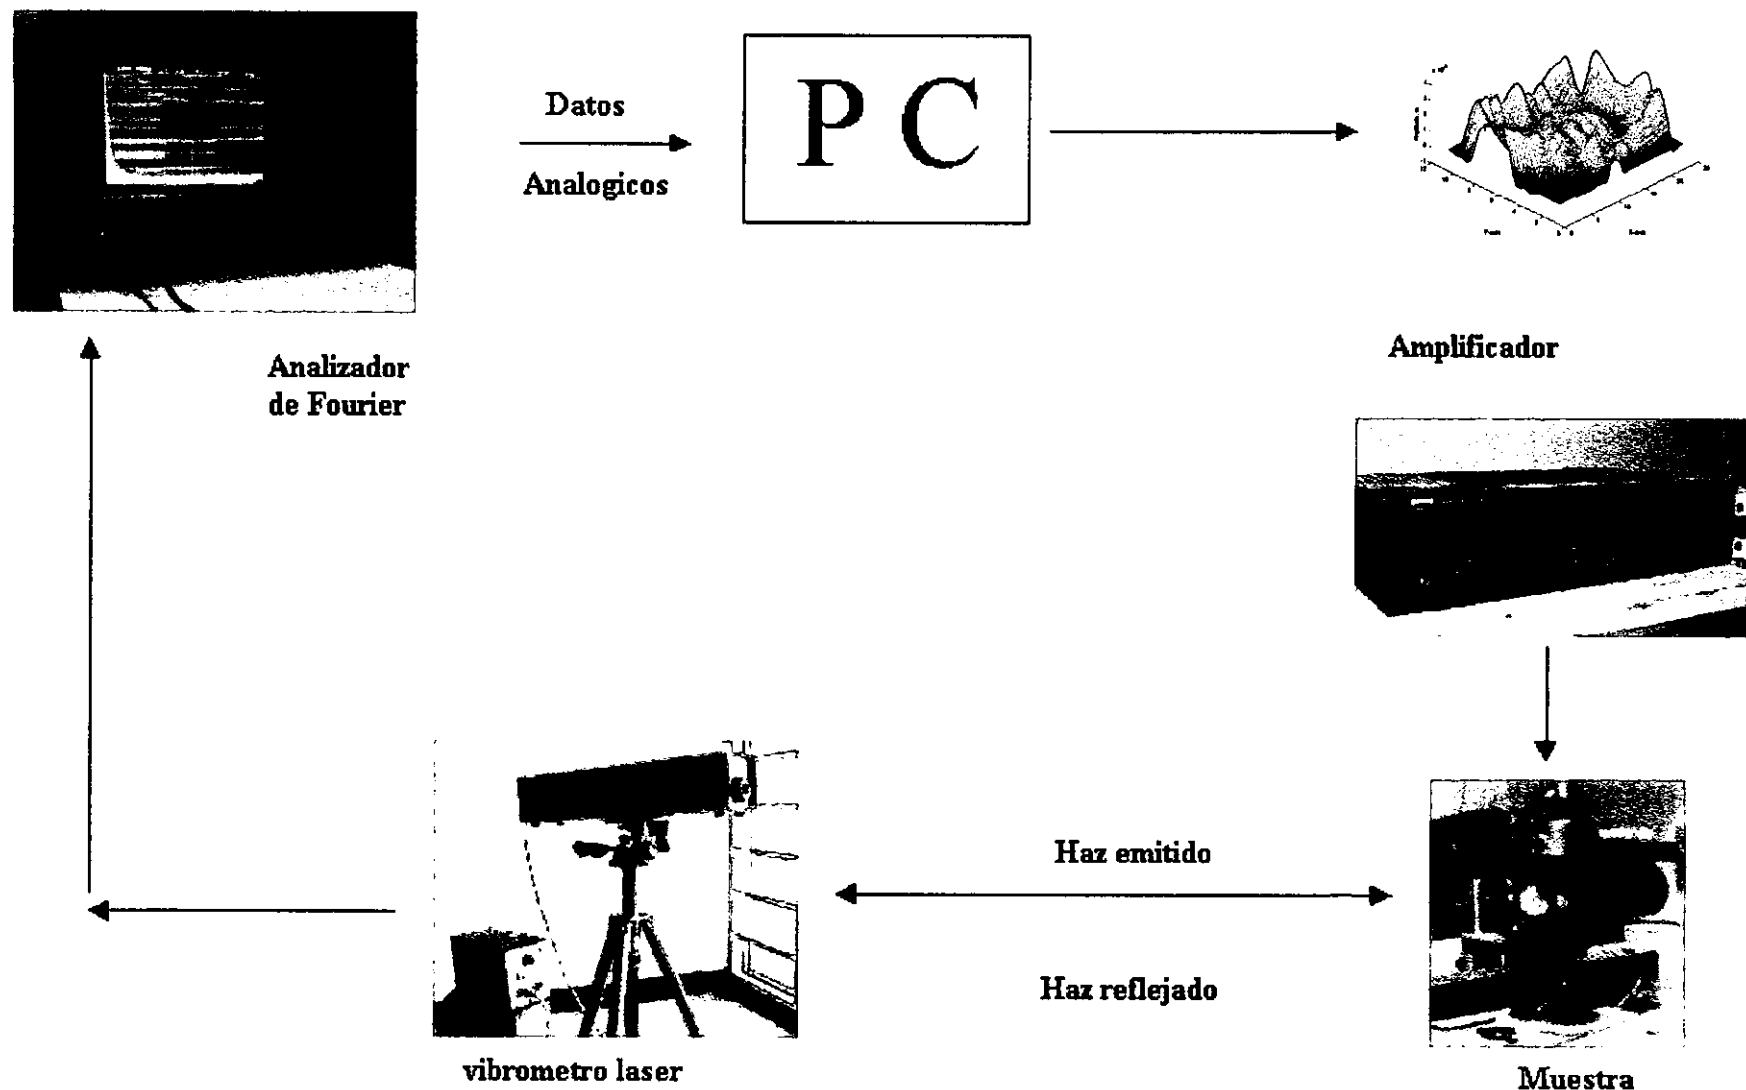 Datos
Analogicos
P C
Analizador
de Fourier
Amplificador
Haz emitido
Haz reflejado
vibrometro laser
Muestra